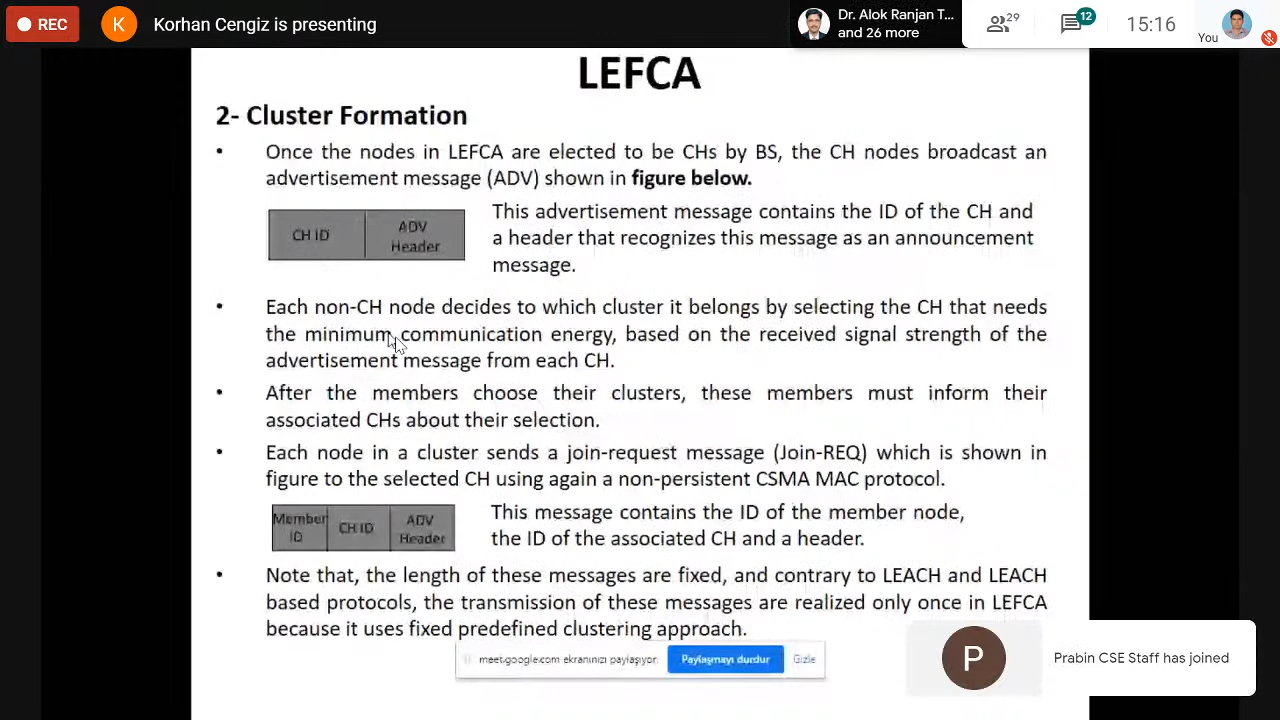 REC
K
Korhan Cengiz is presenting
Dr. Alok Ranjan T...
and 26 more
29
12
15:16
You
LEFCA
2- Cluster Formation
• Once the nodes in LEFCA are elected to be CHs by BS, the CH nodes broadcast an
advertisement message (ADV) shown in figure below.
CH ID
ADV
Header
This advertisement message contains the ID of the CH and
a header that recognizes this message as an announcement
message.
• Each non-CH node decides to which cluster it belongs by selecting the CH that needs
the minimum communication energy, based on the received signal strength of the
advertisement message from each CH.
• After the members choose their clusters, these members must inform their
associated CHs about their selection.
• Each node in a cluster sends a join-request message (Join-REQ) which is shown in
figure to the selected CH using again a non-persistent CSMA MAC protocol.
Member
ID
CH ID
ADV
Header
This message contains the ID of the member node,
the ID of the associated CH and a header.
• Note that, the length of these messages are fixed, and contrary to LEACH and LEACH
based protocols, the transmission of these messages are realized only once in LEFCA
because it uses fixed predefined clustering approach.
meet.google.com ekranınızı paylaşıyor.
Paylaşmayı durdur
Gizle
P
Prabin CSE Staff has joined